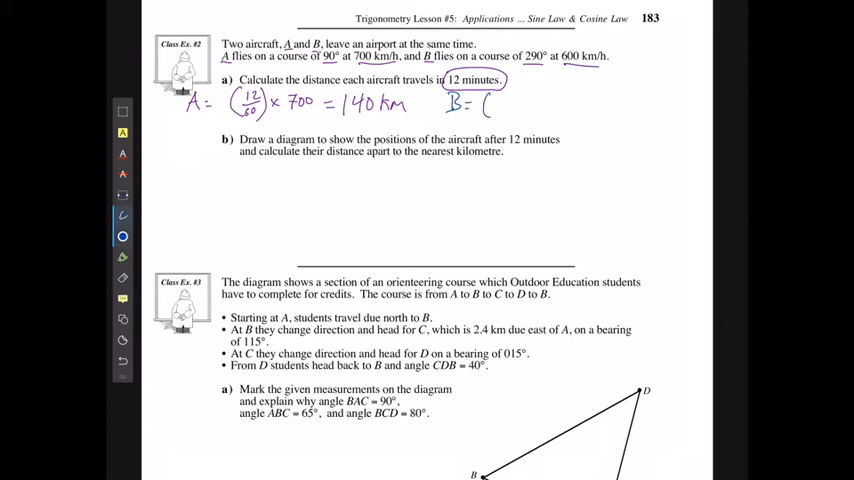 Trigonometry Lesson #5: Applications ... Sine Law & Cosine Law 183
Class Ex. #2
Two aircraft, A and B, leave an airport at the same time.
A flies on a course of 90° at 700 km/h, and B flies on a course of 290° at 600 km/h.
a) Calculate the distance each aircraft travels in 12 minutes.
A = (12/60) × 700 = 140 km B = (
b) Draw a diagram to show the positions of the aircraft after 12 minutes
and calculate their distance apart to the nearest kilometre.
Class Ex. #3
The diagram shows a section of an orienteering course which Outdoor Education students
have to complete for credits. The course is from A to B to C to D to B.
• Starting at A, students travel due north to B.
• At B they change direction and head for C, which is 2.4 km due east of A, on a bearing
of 115°.
• At C they change direction and head for D on a bearing of 015°.
• From D students head back to B and angle CDB = 40°.
a) Mark the given measurements on the diagram
and explain why angle BAC = 90°,
angle ABC = 65°, and angle BCD = 80°.
D
B